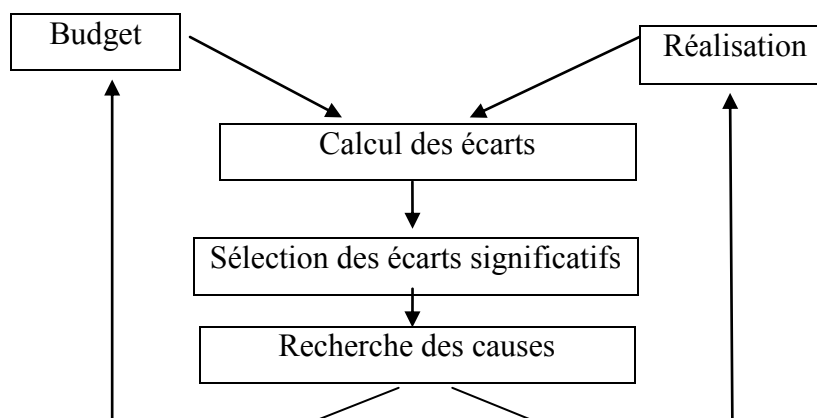 Budget
Réalisation
Calcul des écarts
Sélection des écarts significatifs
Recherche des causes